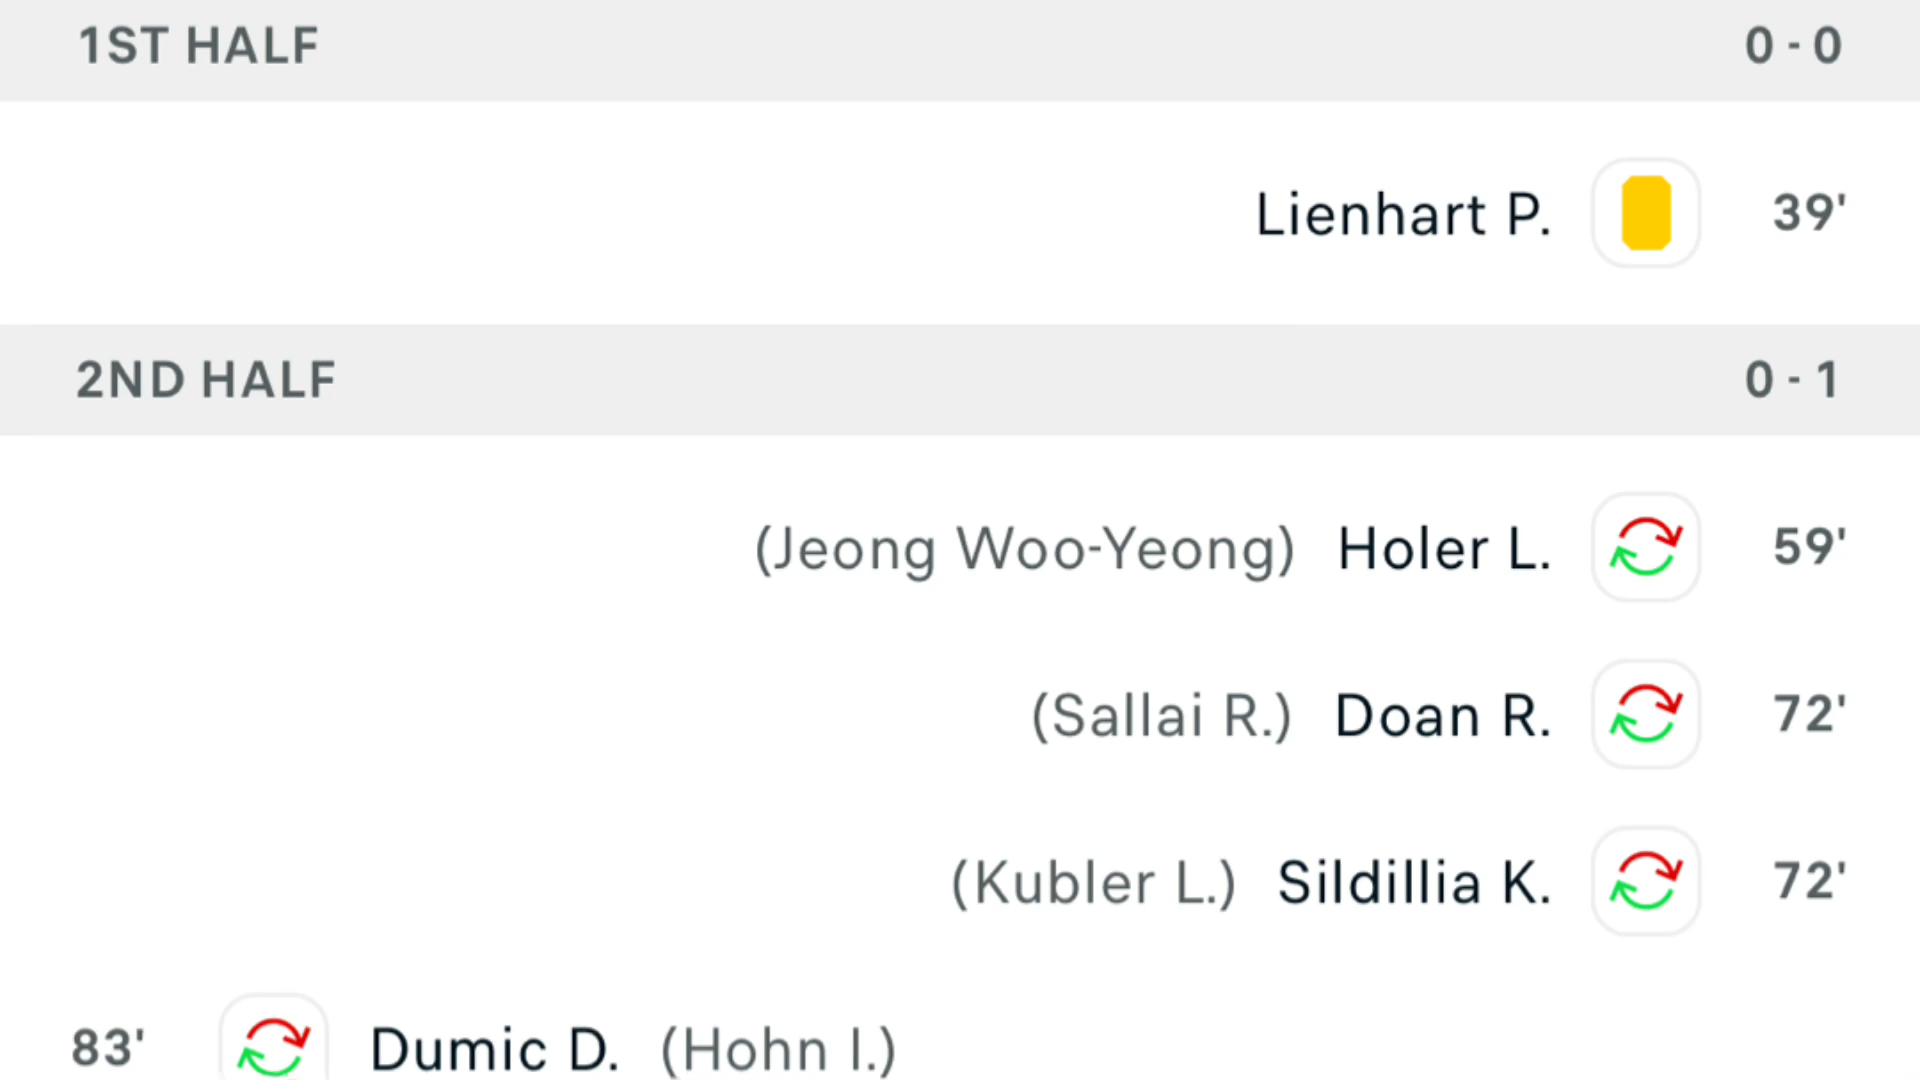 1ST HALF 0 - 0
Lienhart P. 39'
2ND HALF 0 - 1
(Jeong Woo-Yeong) Holer L. 59'
(Sallai R.) Doan R. 72'
(Kubler L.) Sildillia K. 72'
83' Dumic D. (Hohn I.)